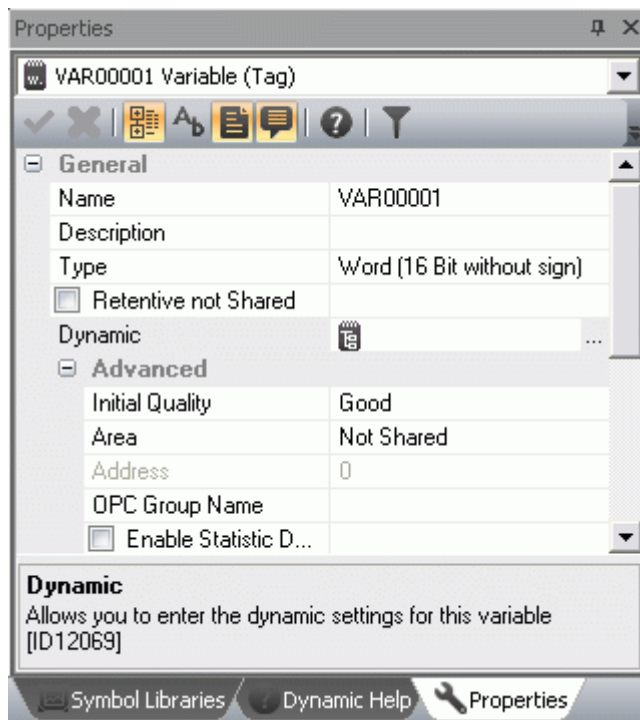 Properties
VAR00001 Variable (Tag)
General
Name VAR00001
Description
Type Word (16 Bit without sign)
Retentive not Shared
Dynamic ...
Advanced
Initial Quality Good
Area Not Shared
Address 0
OPC Group Name
Enable Statistic D...
Dynamic
Allows you to enter the dynamic settings for this variable
[ID12069]
Symbol Libraries Dynamic Help Properties